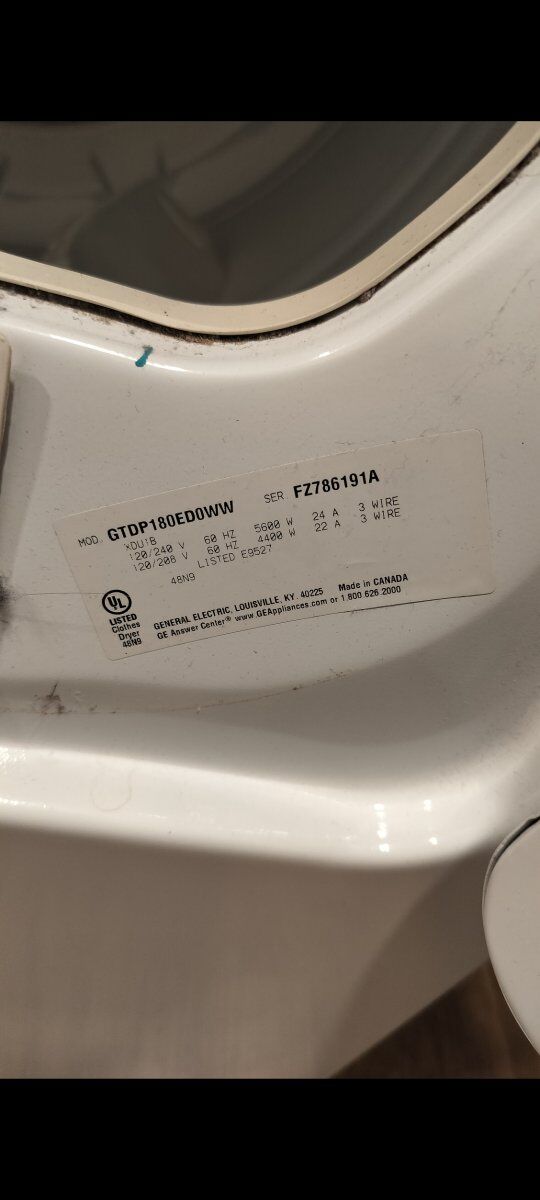 MOD. GTDP180ED0WW SER FZ786191A
120/240 V 60 HZ 5600 W 24 A 3 WIRE
120/208 V 60 HZ 4400 W 22 A 3 WIRE
LISTED E9527
48N9
UL
LISTED
Clothes
Dryer
48N9
GENERAL ELECTRIC, LOUISVILLE, KY. 40225 Made in CANADA
GE Answer Center® www.GEAppliances.com or 1.800.626.2000